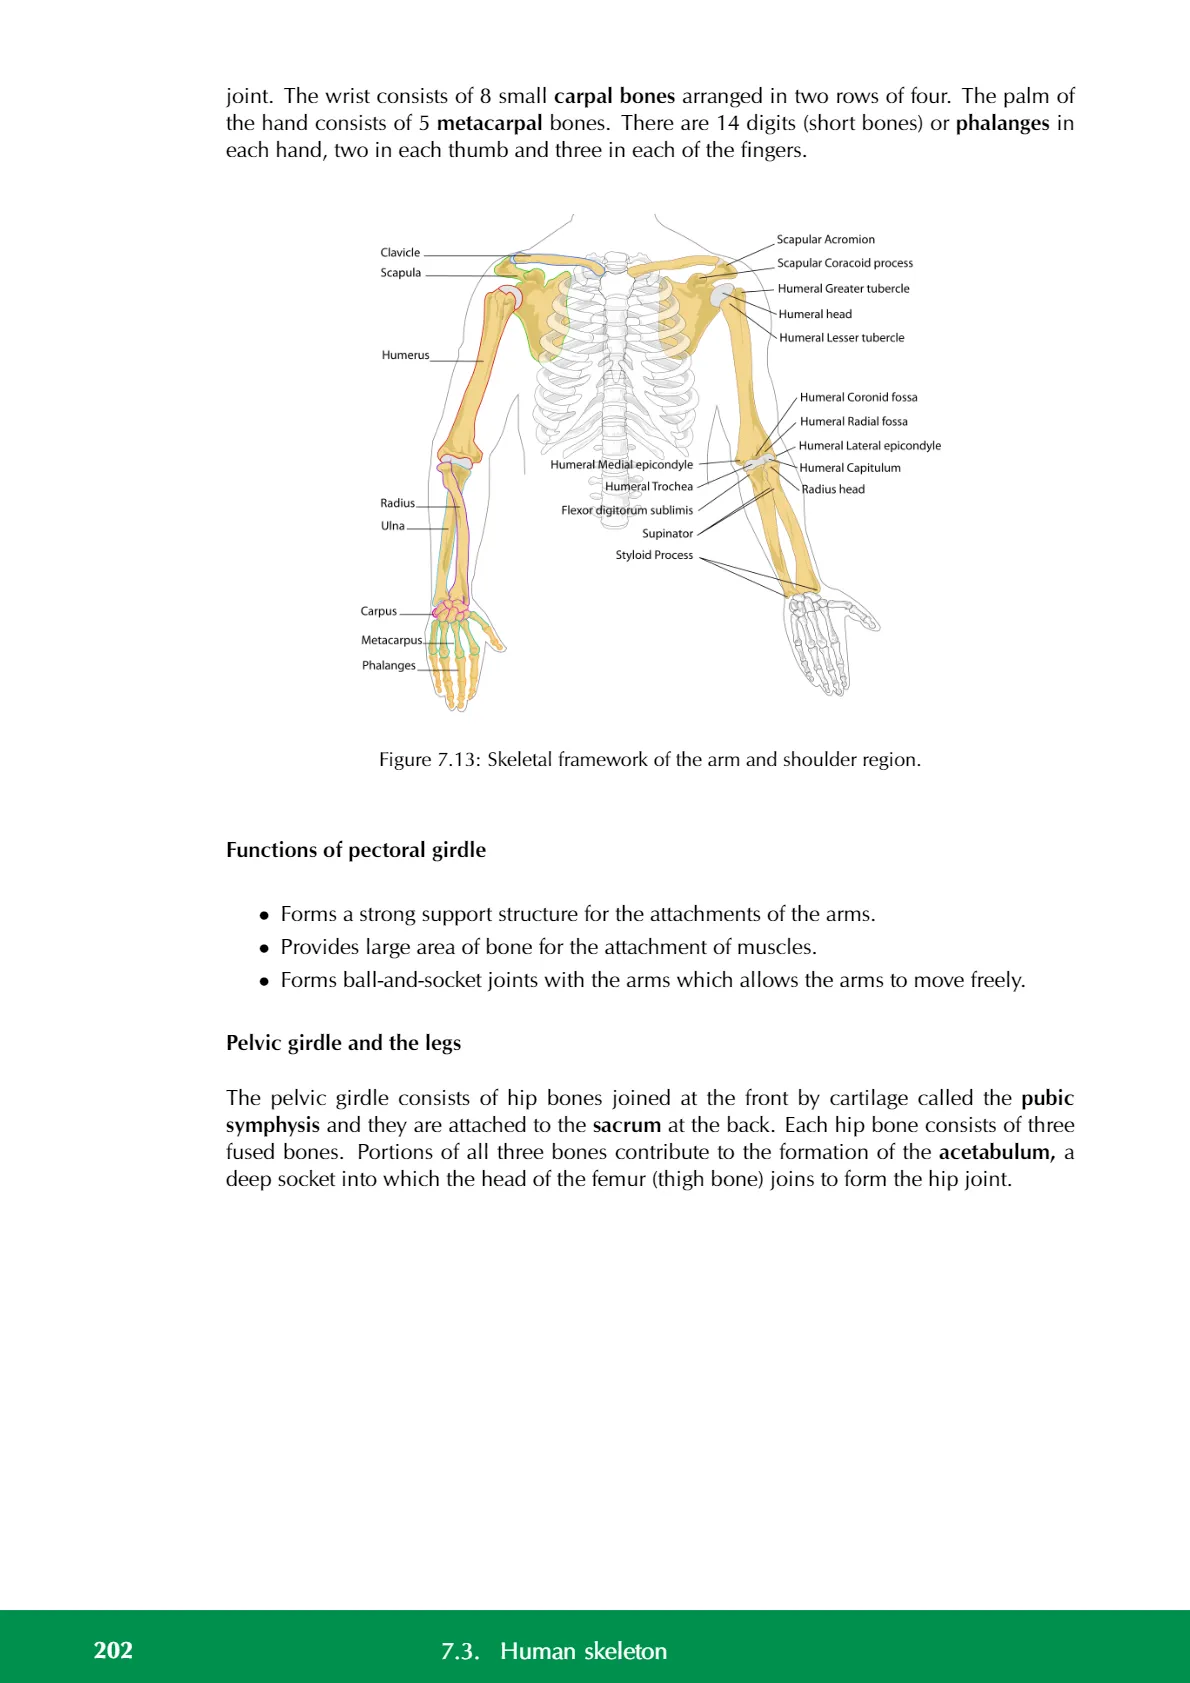 joint. The wrist consists of 8 small carpal bones arranged in two rows of four. The palm of
the hand consists of 5 metacarpal bones. There are 14 digits (short bones) or phalanges in
each hand, two in each thumb and three in each of the fingers.
Clavicle
Scapula
Humerus
Radius
Ulna
Carpus
Metacarpus
Phalanges
Scapular Acromion
Scapular Coracoid process
Humeral Greater tubercle
Humeral head
Humeral Lesser tubercle
Humeral Coronid fossa
Humeral Radial fossa
Humeral Lateral epicondyle
Humeral Capitulum
Radius head
Humeral Medial epicondyle
Humeral Trochea
Flexor digitorum sublimis
Supinator
Styloid Process
Figure 7.13: Skeletal framework of the arm and shoulder region.
Functions of pectoral girdle
• Forms a strong support structure for the attachments of the arms.
• Provides large area of bone for the attachment of muscles.
• Forms ball-and-socket joints with the arms which allows the arms to move freely.
Pelvic girdle and the legs
The pelvic girdle consists of hip bones joined at the front by cartilage called the pubic
symphysis and they are attached to the sacrum at the back. Each hip bone consists of three
fused bones. Portions of all three bones contribute to the formation of the acetabulum, a
deep socket into which the head of the femur (thigh bone) joins to form the hip joint.
202 7.3. Human skeleton